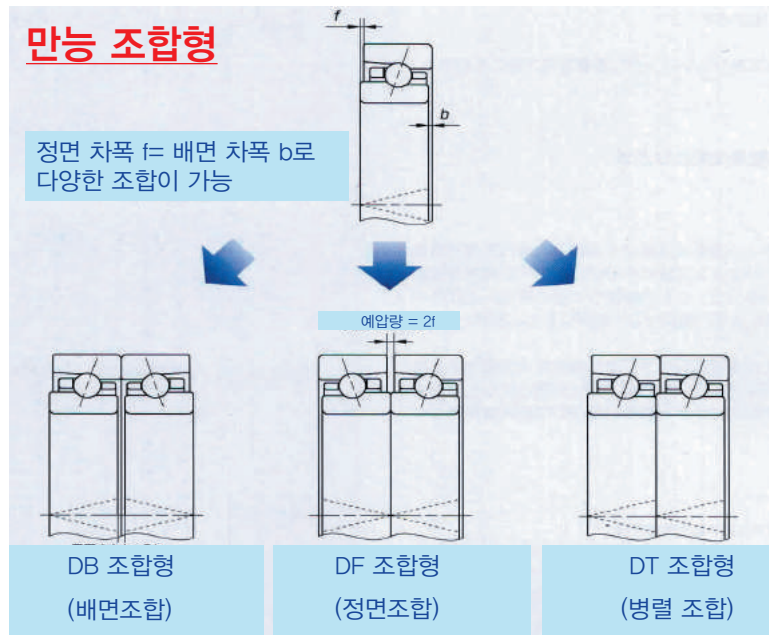 만능 조합형
f
b
정면 차폭 f= 배면 차폭 b로
다양한 조합이 가능
예압량 = 2f
DB 조합형
(배면조합)
DF 조합형
(정면조합)
DT 조합형
(병렬 조합)